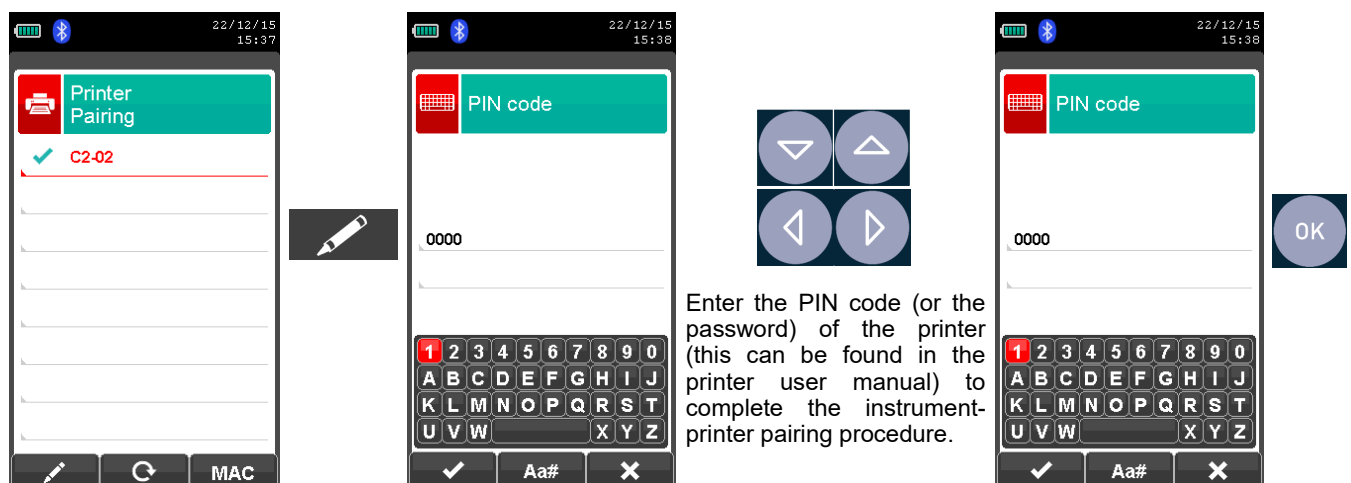 22/12/15
15:37
Printer
Pairing
C2-02
MAC
22/12/15
15:38
PIN code
0000
1 2 3 4 5 6 7 8 9 0
A B C D E F G H I J
K L M N O P Q R S T
U V W X Y Z
Aa#
Enter the PIN code (or the
password) of the printer
(this can be found in the
printer user manual) to
complete the instrument-
printer pairing procedure.
22/12/15
15:38
PIN code
0000
1 2 3 4 5 6 7 8 9 0
A B C D E F G H I J
K L M N O P Q R S T
U V W X Y Z
Aa#
OK